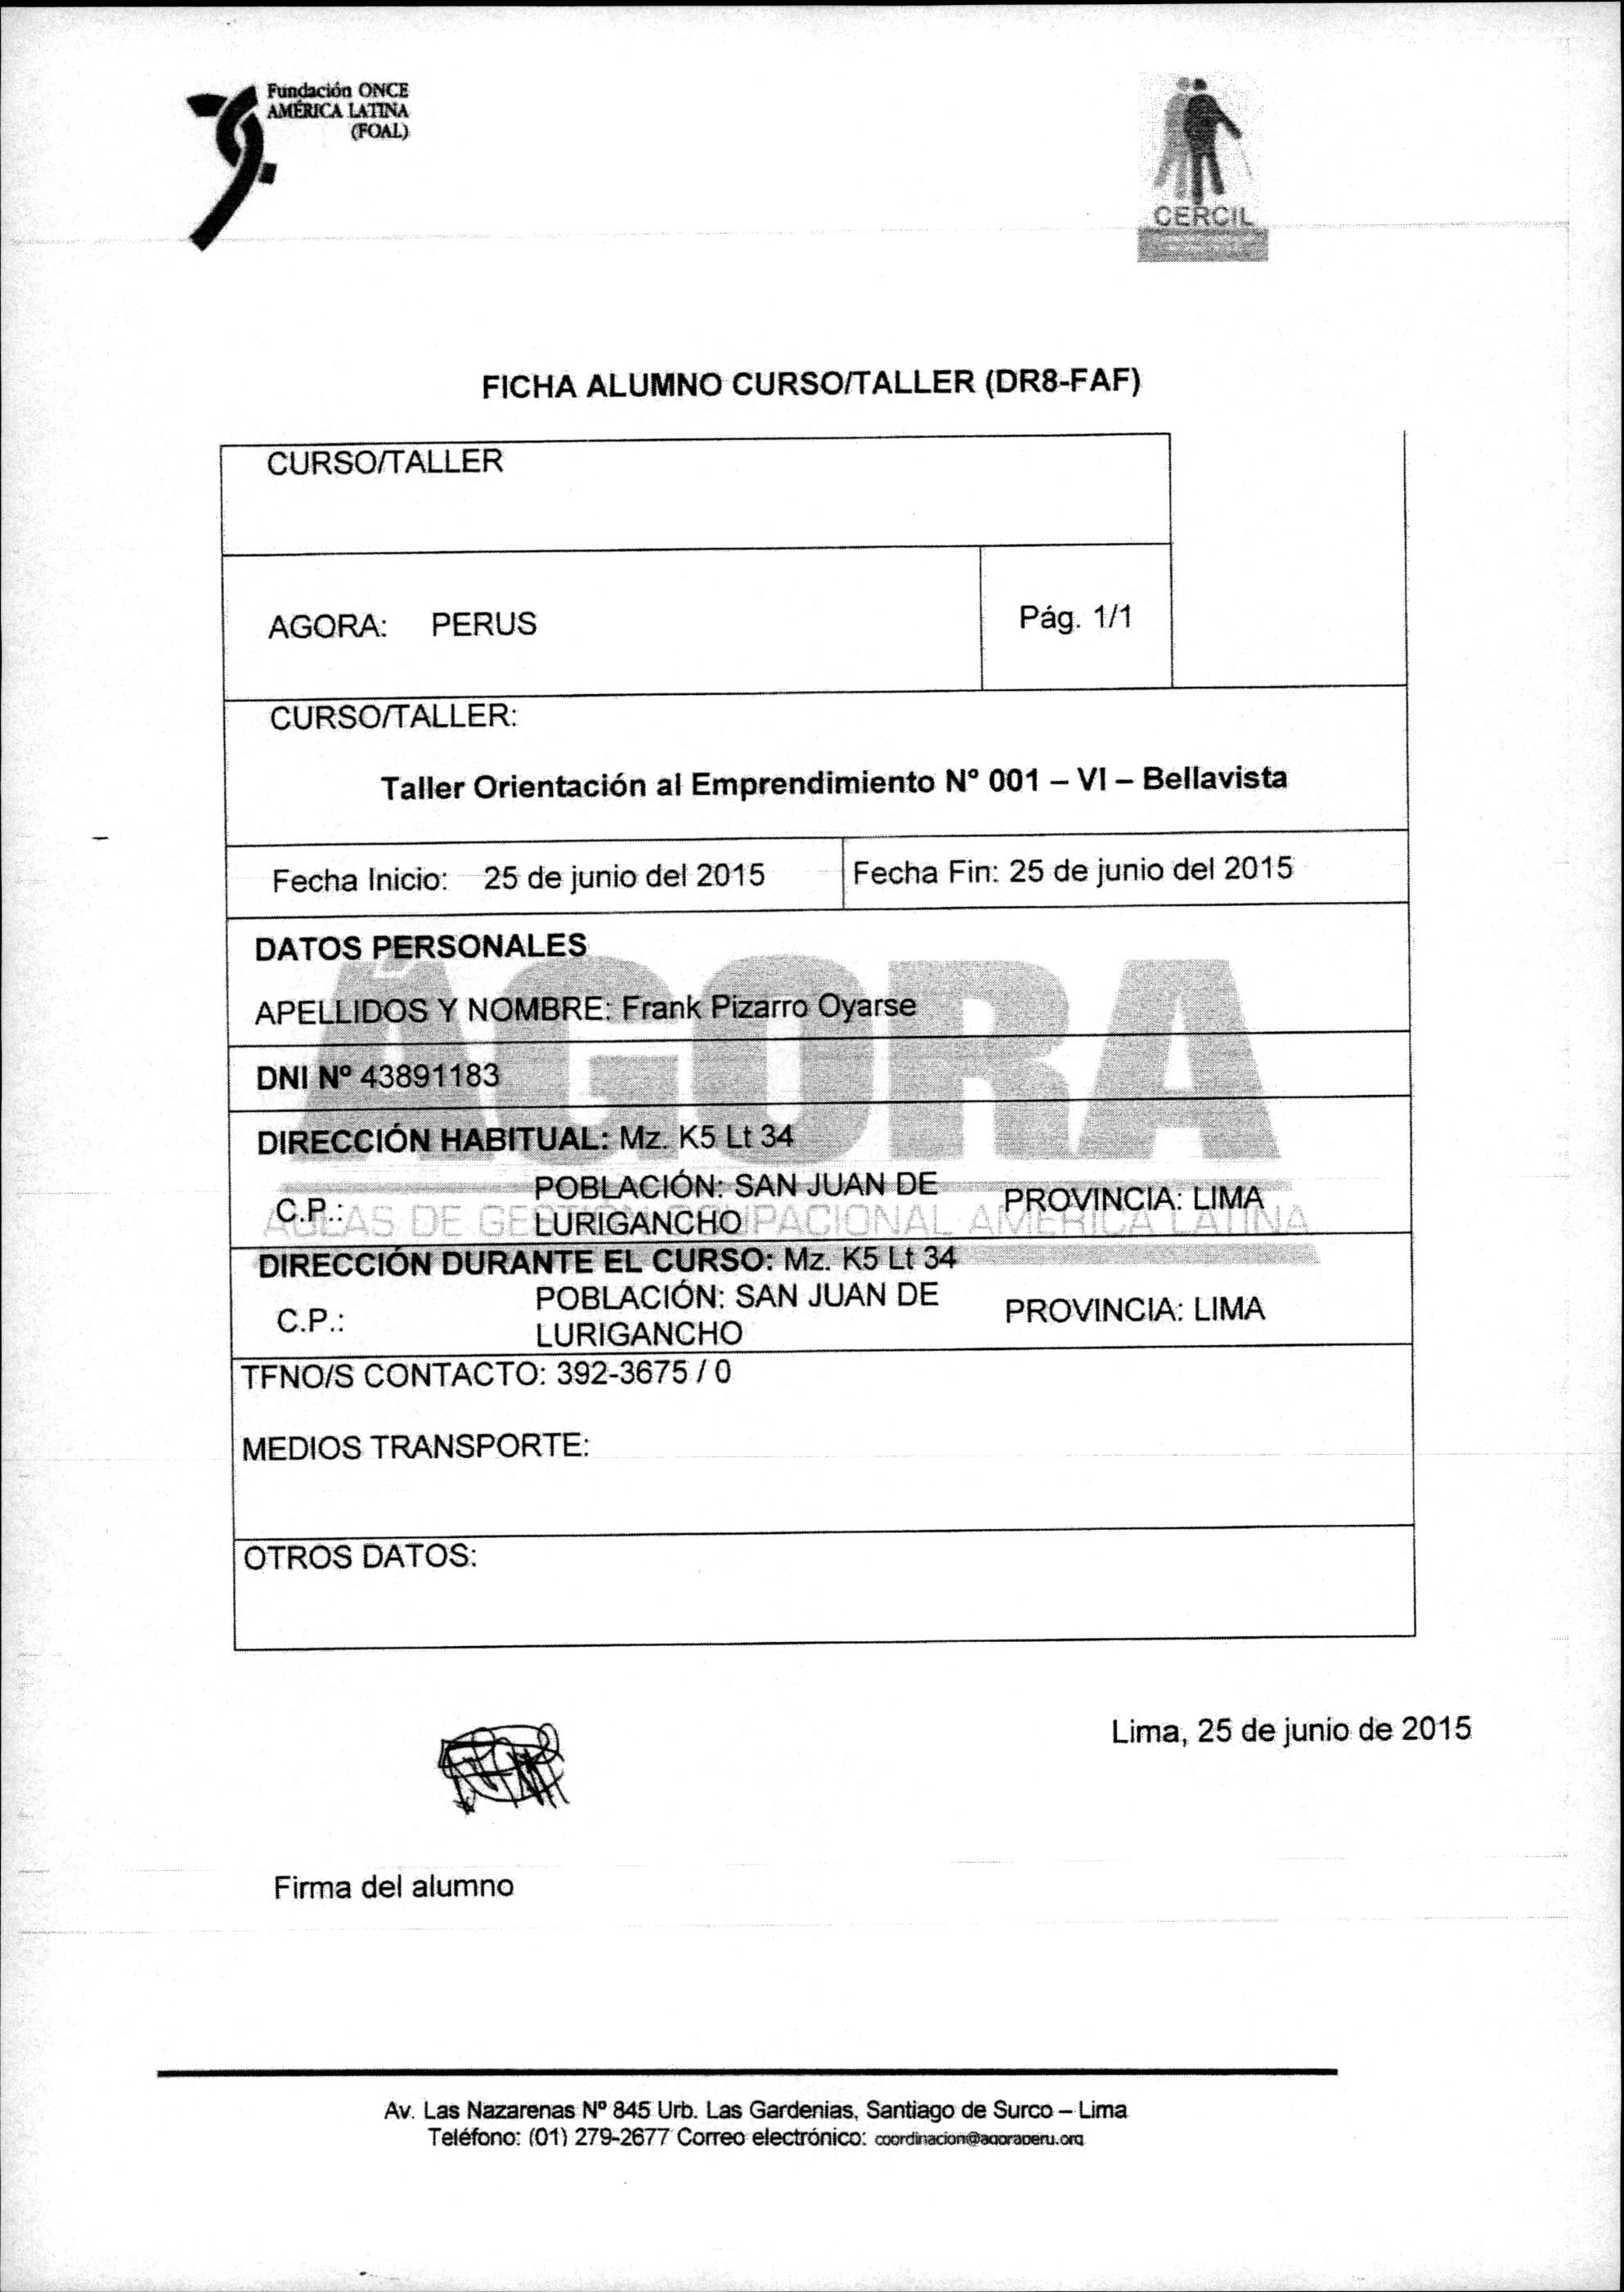 Fundación ONCE
AMÉRICA LATINA
(FOAL)
CERCIL
FICHA ALUMNO CURSO/TALLER (DR8-FAF)
CURSO/TALLER
AGORA: PERUS
Pág. 1/1
CURSO/TALLER:
Taller Orientación al Emprendimiento Nº 001 – VI – Bellavista
Fecha Inicio: 25 de junio del 2015
Fecha Fin: 25 de junio del 2015
DATOS PERSONALES
APELLIDOS Y NOMBRE: Frank Pizarro Oyarse
DNI Nº 43891183
ÁGORA
DIRECCIÓN HABITUAL: Mz. K5 Lt 34
C.P.:
POBLACIÓN: SAN JUAN DE
LURIGANCHO
PROVINCIA: LIMA
AULAS DE GESTIÓN OCUPACIONAL AMÉRICA LATINA
DIRECCIÓN DURANTE EL CURSO: Mz. K5 Lt 34
C.P.:
POBLACIÓN: SAN JUAN DE
LURIGANCHO
PROVINCIA: LIMA
TFNO/S CONTACTO: 392-3675 / 0
MEDIOS TRANSPORTE:
OTROS DATOS:
Lima, 25 de junio de 2015
Firma del alumno
Av. Las Nazarenas Nº 845 Urb. Las Gardenias, Santiago de Surco – Lima
Teléfono: (01) 279-2677 Correo electrónico: coordinacion@agoraperu.org